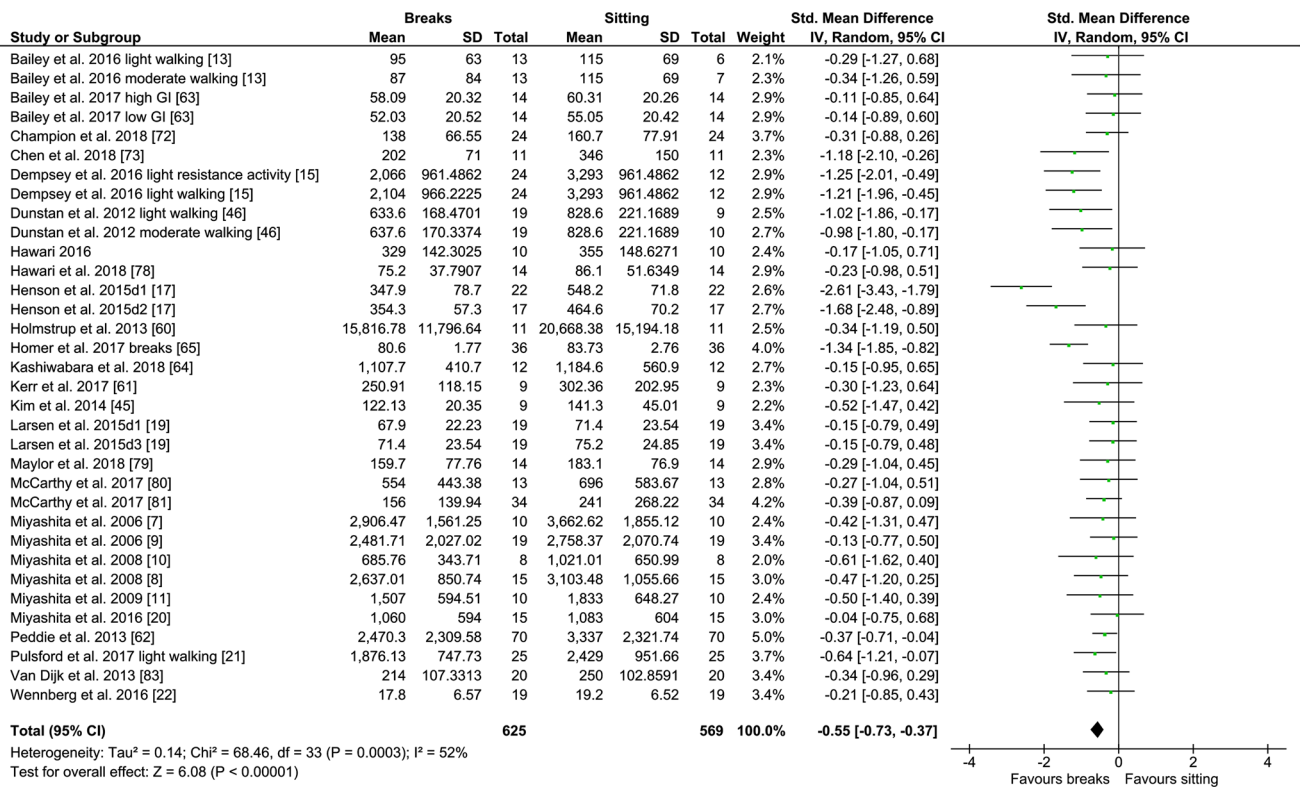 Breaks Sitting Std. Mean Difference Std. Mean Difference
Study or Subgroup Mean SD Total Mean SD Total Weight IV, Random, 95% CI IV, Random, 95% CI
Bailey et al. 2016 light walking [13] 95 63 13 115 69 6 2.1% -0.29 [-1.27, 0.68]
Bailey et al. 2016 moderate walking [13] 87 84 13 115 69 7 2.3% -0.34 [-1.26, 0.59]
Bailey et al. 2017 high GI [63] 58.09 20.32 14 60.31 20.26 14 2.9% -0.11 [-0.85, 0.64]
Bailey et al. 2017 low GI [63] 52.03 20.52 14 55.05 20.42 14 2.9% -0.14 [-0.89, 0.60]
Champion et al. 2018 [72] 138 66.55 24 160.7 77.91 24 3.7% -0.31 [-0.88, 0.26]
Chen et al. 2018 [73] 202 71 11 346 150 11 2.3% -1.18 [-2.10, -0.26]
Dempsey et al. 2016 light resistance activity [15] 2,066 961.4862 24 3,293 961.4862 12 2.9% -1.25 [-2.01, -0.49]
Dempsey et al. 2016 light walking [15] 2,104 966.2225 24 3,293 961.4862 12 2.9% -1.21 [-1.96, -0.45]
Dunstan et al. 2012 light walking [46] 633.6 168.4701 19 828.6 221.1689 9 2.5% -1.02 [-1.86, -0.17]
Dunstan et al. 2012 moderate walking [46] 637.6 170.3374 19 828.6 221.1689 10 2.6% -0.98 [-1.80, -0.17]
Hawari 2016 329 142.3025 10 355 148.6271 10 2.4% -0.17 [-1.05, 0.71]
Hawari et al. 2018 [78] 75.2 37.7907 14 86.1 51.6349 14 2.9% -0.23 [-0.98, 0.51]
Henson et al. 2015d1 [17] 347.9 78.7 22 548.2 71.8 22 2.6% -2.61 [-3.43, -1.79]
Henson et al. 2015d2 [17] 354.3 57.3 17 464.6 70.2 17 2.7% -1.68 [-2.48, -0.89]
Holmstrup et al. 2013 [60] 15,816.78 11,796.64 11 20,668.38 15,194.18 11 2.5% -0.34 [-1.19, 0.50]
Homer et al. 2017 breaks [65] 80.6 1.77 36 83.73 2.76 36 4.0% -1.34 [-1.85, -0.82]
Kashiwabara et al. 2018 [64] 1,107.7 410.7 12 1,184.6 560.9 12 2.7% -0.15 [-0.95, 0.65]
Kerr et al. 2017 [61] 250.91 118.15 9 302.36 202.95 9 2.3% -0.30 [-1.23, 0.64]
Kim et al. 2014 [45] 122.13 20.35 9 141.3 45.01 9 2.2% -0.52 [-1.47, 0.42]
Larsen et al. 2015d1 [19] 67.9 22.23 19 71.4 23.54 19 3.4% -0.15 [-0.79, 0.49]
Larsen et al. 2015d3 [19] 71.4 23.54 19 75.2 24.85 19 3.4% -0.15 [-0.79, 0.48]
Maylor et al. 2018 [79] 159.7 77.76 14 183.1 76.9 14 2.9% -0.29 [-1.04, 0.45]
McCarthy et al. 2017 [80] 554 443.38 13 696 583.67 13 2.8% -0.27 [-1.04, 0.51]
McCarthy et al. 2017 [81] 156 139.94 34 241 268.22 34 4.2% -0.39 [-0.87, 0.09]
Miyashita et al. 2006 [7] 2,906.47 1,561.25 10 3,662.62 1,855.12 10 2.4% -0.42 [-1.31, 0.47]
Miyashita et al. 2006 [9] 2,481.71 2,027.02 19 2,758.37 2,070.74 19 3.4% -0.13 [-0.77, 0.50]
Miyashita et al. 2008 [10] 685.76 343.71 8 1,021.01 650.99 8 2.0% -0.61 [-1.62, 0.40]
Miyashita et al. 2008 [8] 2,637.01 850.74 15 3,103.48 1,055.66 15 3.0% -0.47 [-1.20, 0.25]
Miyashita et al. 2009 [11] 1,507 594.51 10 1,833 648.27 10 2.4% -0.50 [-1.40, 0.39]
Miyashita et al. 2016 [20] 1,060 594 15 1,083 604 15 3.0% -0.04 [-0.75, 0.68]
Peddie et al. 2013 [62] 2,470.3 2,309.58 70 3,337 2,321.74 70 5.0% -0.37 [-0.71, -0.04]
Pulsford et al. 2017 light walking [21] 1,876.13 747.73 25 2,429 951.66 25 3.7% -0.64 [-1.21, -0.07]
Van Dijk et al. 2013 [83] 214 107.3313 20 250 102.8591 20 3.4% -0.34 [-0.96, 0.29]
Wennberg et al. 2016 [22] 17.8 6.57 19 19.2 6.52 19 3.4% -0.21 [-0.85, 0.43]
Total (95% CI) 625 569 100.0% -0.55 [-0.73, -0.37]
Heterogeneity: Tau² = 0.14; Chi² = 68.46, df = 33 (P = 0.0003); I² = 52%
Test for overall effect: Z = 6.08 (P < 0.00001)
-4 -2 0 2 4
Favours breaks Favours sitting